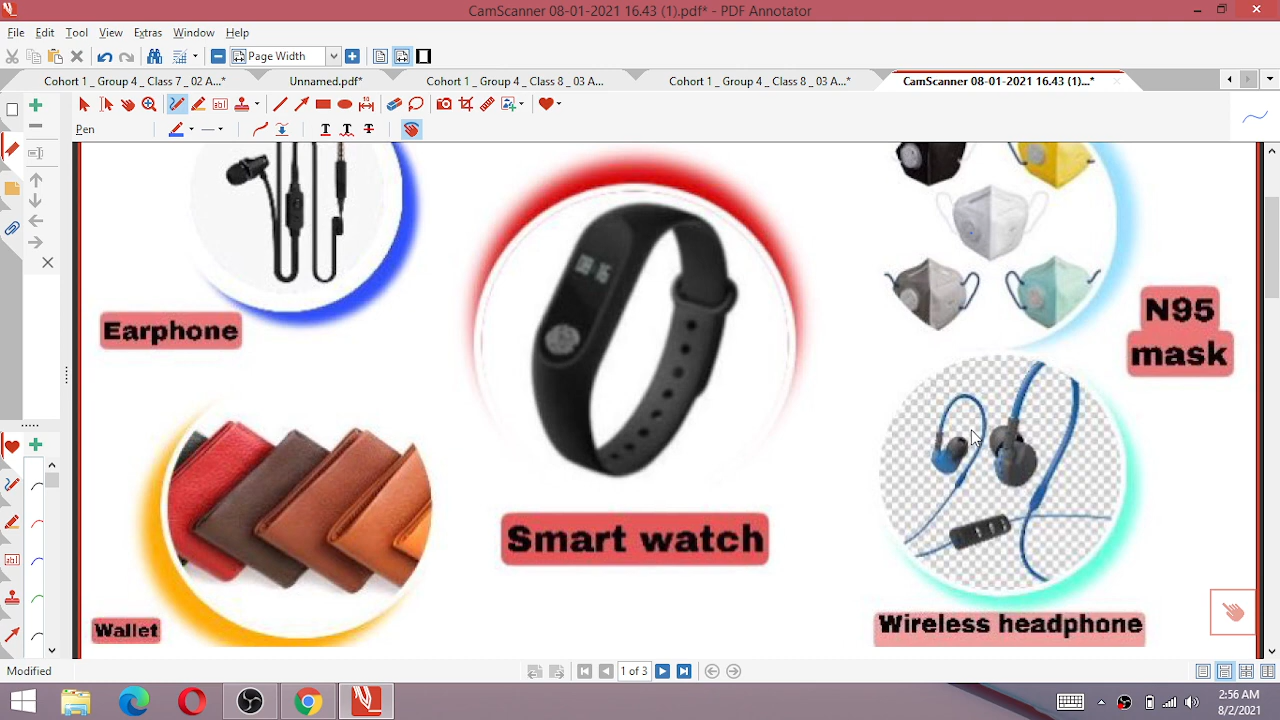 CamScanner 08-01-2021 16.43 (1).pdf* - PDF Annotator
File Edit Tool View Extras Window Help
Page Width
Cohort 1 _ Group 4 _ Class 7 _ 02 A...* Unnamed.pdf* Cohort 1 _ Group 4 _ Class 8 _ 03 A... Cohort 1 _ Group 4 _ Class 8 _ 03 A...* CamScanner 08-01-2021 16.43 (1)...*
Pen
Earphone
N95
mask
Smart watch
Wallet
Wireless headphone
Modified
1 of 3
2:56 AM
8/2/2021